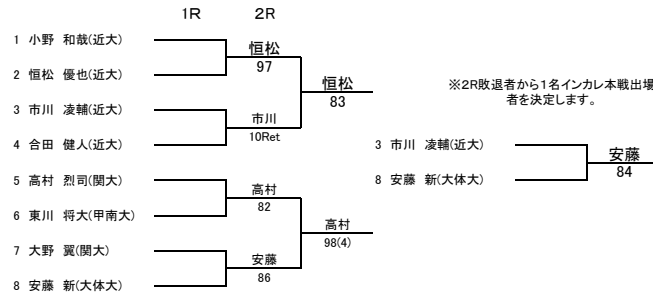 1R 2R
1 小野 和哉(近大)
恒松
2 恒松 優也(近大)
97
恒松
83
3 市川 凌輔(近大)
市川
4 合田 健人(近大)
10Ret
5 高村 烈司(関大)
高村
6 東川 将大(甲南大)
82
高村
98(4)
7 大野 翼(関大)
安藤
8 安藤 新(大体大)
86
※2R敗退者から1名インカレ本戦出場
者を決定します。
3 市川 凌輔(近大)
安藤
84
8 安藤 新(大体大)